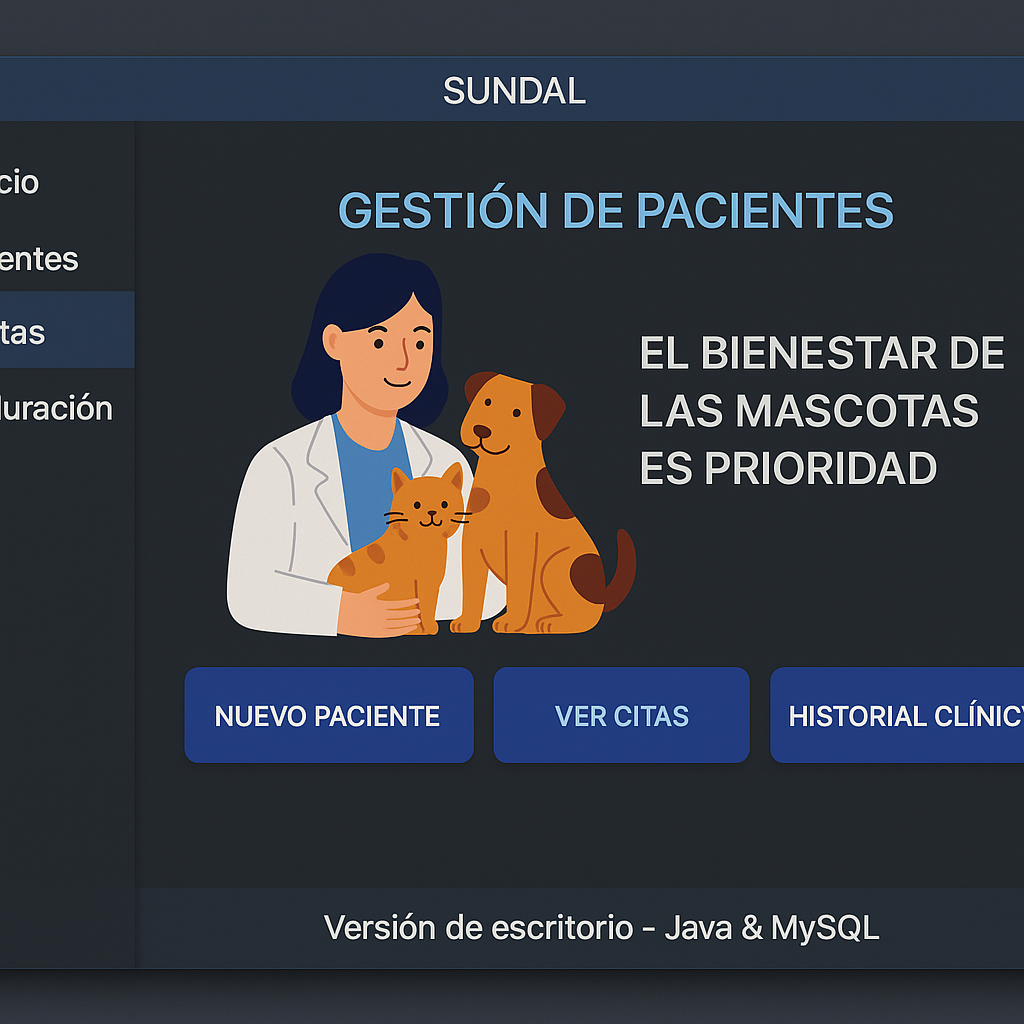 SUNDAL
cio
entes
tas
uración
GESTIÓN DE PACIENTES
EL BIENESTAR DE
LAS MASCOTAS
ES PRIORIDAD
NUEVO PACIENTE
VER CITAS
HISTORIAL CLÍNIC
Versión de escritorio - Java & MySQL